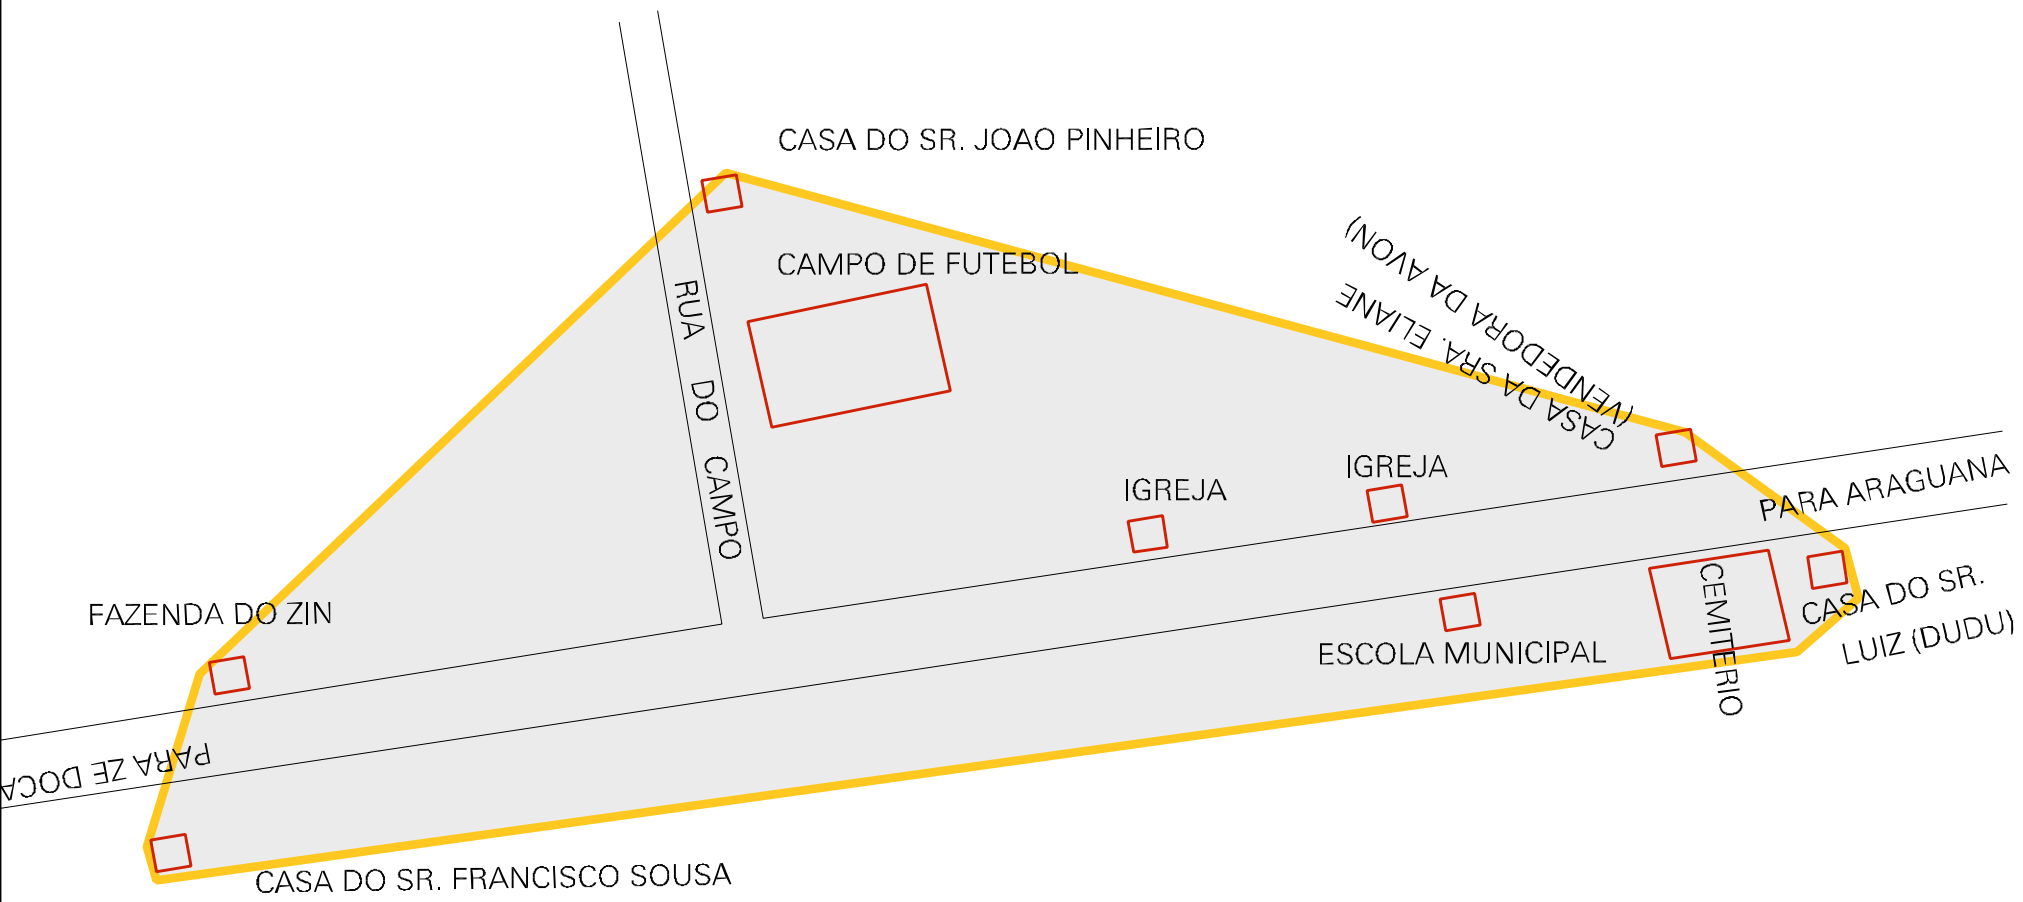 CASA DO SR. JOAO PINHEIRO
CAMPO DE FUTEBOL
CASA DA SRA. ELIANE
(VENDEDORA DA AVON)
RUA DO CAMPO
IGREJA
IGREJA
PARA ARAGUANA
FAZENDA DO ZIN
CEMITERIO
CASA DO SR.
LUIZ (DUDU)
ESCOLA MUNICIPAL
PARA ZE DOCA
CASA DO SR. FRANCISCO SOUSA